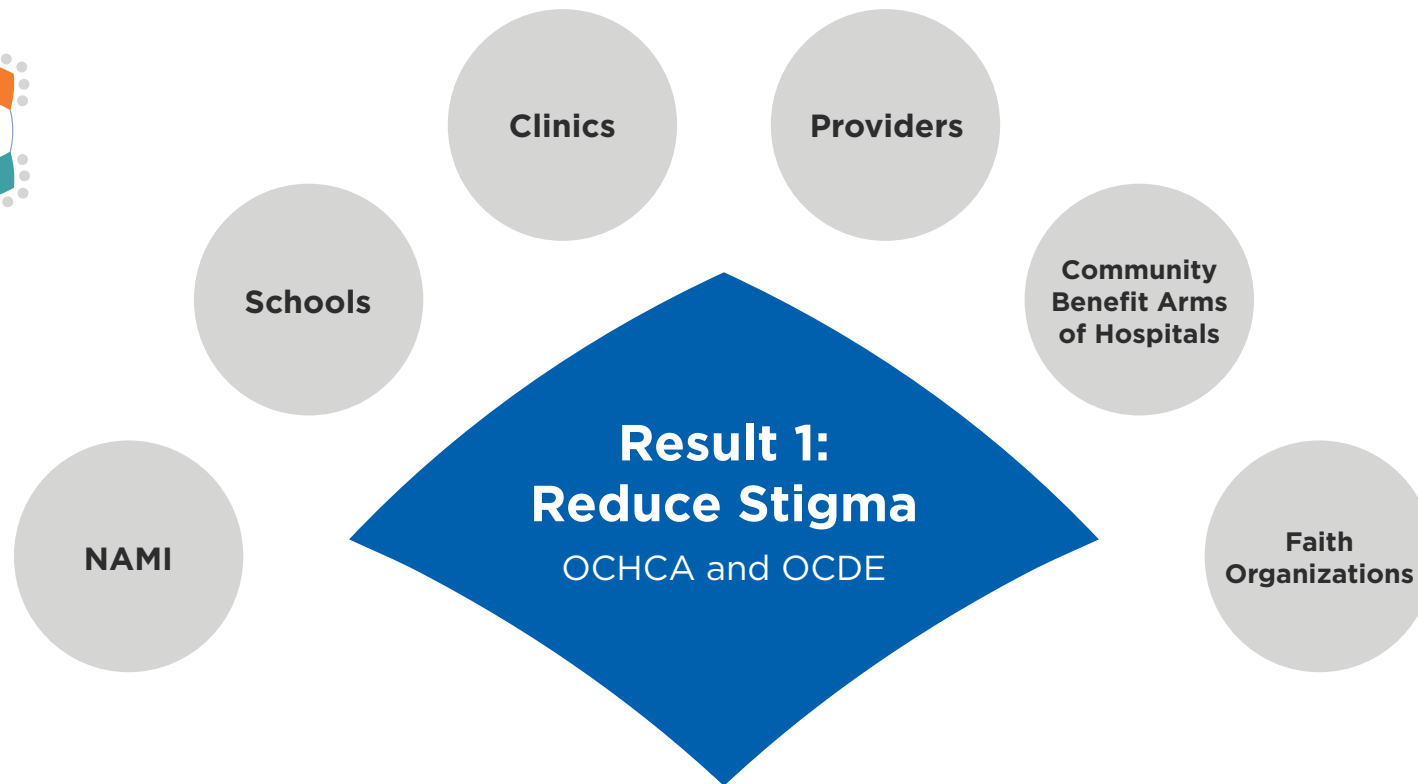 Clinics
Providers
Schools
Community
Benefit Arms
of Hospitals
Result 1:
Reduce Stigma
OCHCA and OCDE
NAMI
Faith
Organizations